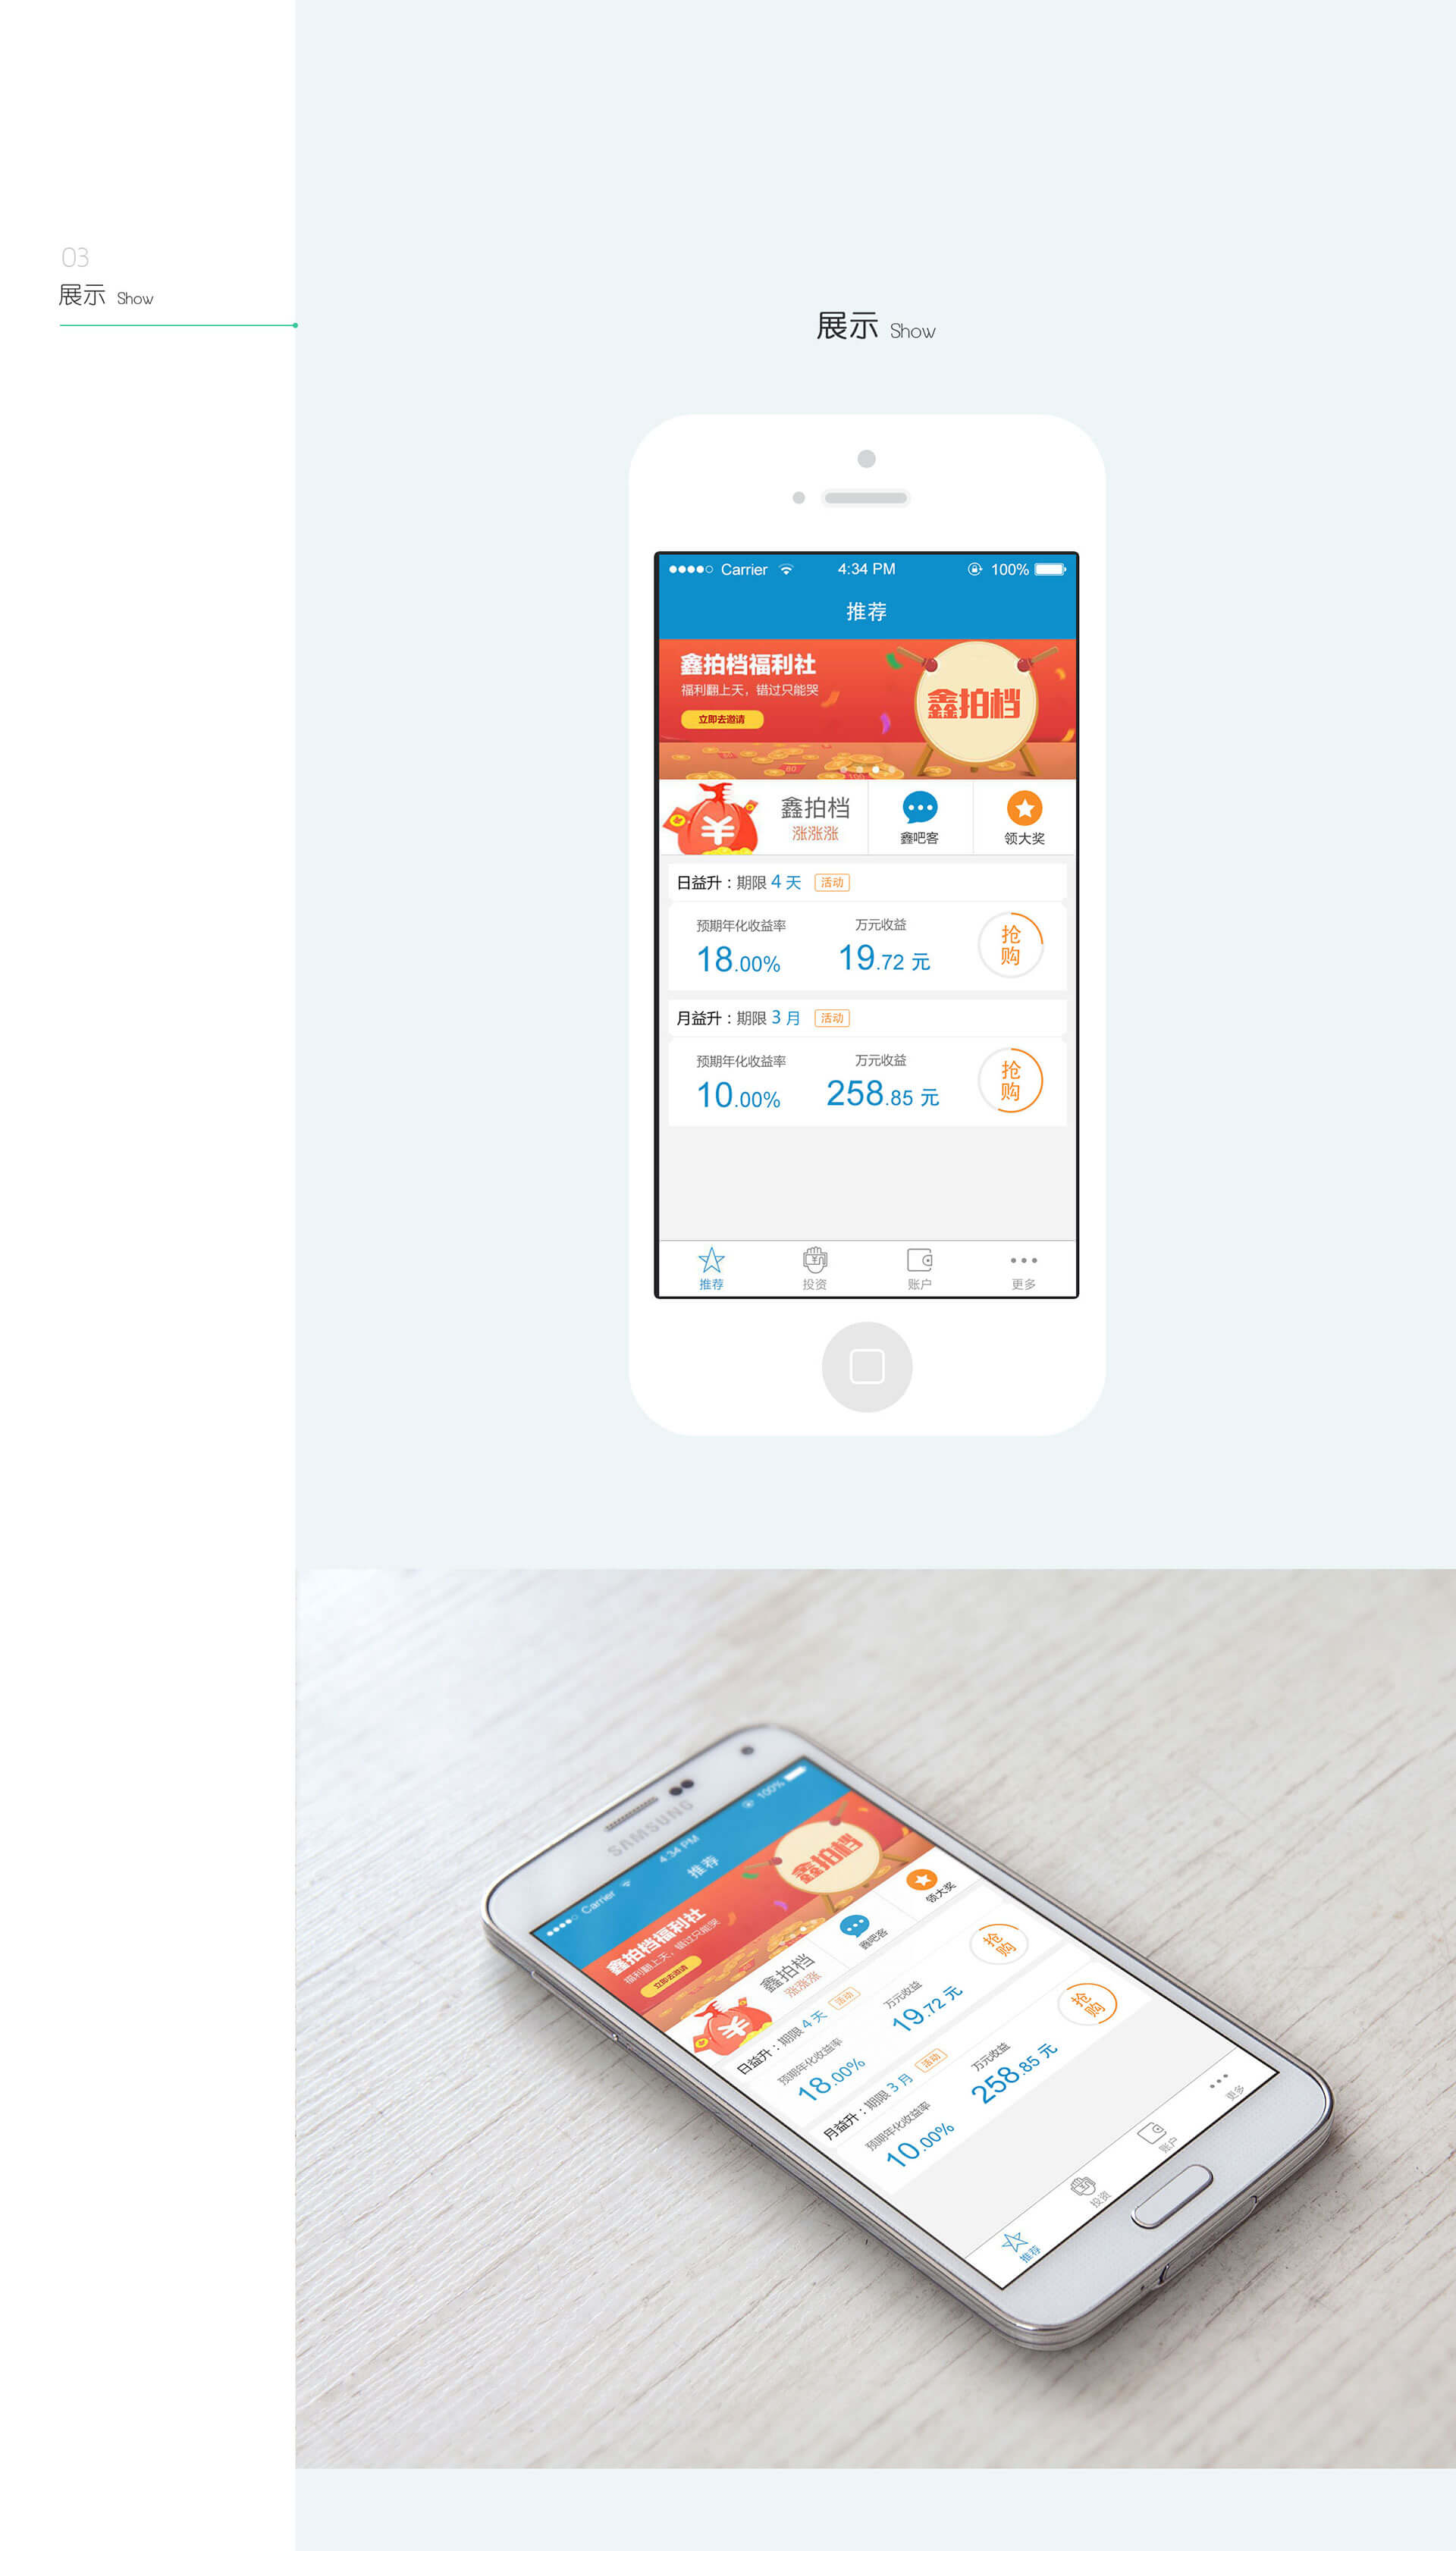 03
展示 Show
展示 Show
Carrier 4:34 PM 100%
推荐
鑫拍档福利社
福利翻上天，错过只能哭
立即去邀请
鑫拍档
鑫拍档
涨涨涨
鑫吧客
领大奖
日益升：期限 4 天 活动
预期年化收益率 万元收益
18.00% 19.72 元
抢
购
月益升：期限 3 月 活动
预期年化收益率 万元收益
10.00% 258.85 元
抢
购
推荐 投资 账户 更多
SAMSUNG
Carrier 4:34 PM 100%
推荐
鑫拍档福利社
福利翻上天，错过只能哭
立即去邀请
鑫拍档
鑫拍档
涨涨涨
鑫吧客
领大奖
日益升：期限 4 天 活动
预期年化收益率 万元收益
18.00% 19.72 元
抢
购
月益升：期限 3 月 活动
预期年化收益率 万元收益
10.00% 258.85 元
抢
购
推荐 投资 账户 更多